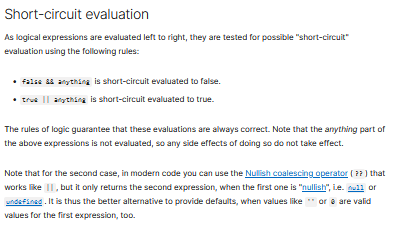 Short-circuit evaluation
As logical expressions are evaluated left to right, they are tested for possible "short-circuit"
evaluation using the following rules:
• false && anything is short-circuit evaluated to false.
• true || anything is short-circuit evaluated to true.
The rules of logic guarantee that these evaluations are always correct. Note that the anything part of
the above expressions is not evaluated, so any side effects of doing so do not take effect.
Note that for the second case, in modern code you can use the Nullish coalescing operator ( ?? ) that
works like || , but it only returns the second expression, when the first one is "nullish", i.e. null or
undefined . It is thus the better alternative to provide defaults, when values like '' or 0 are valid
values for the first expression, too.